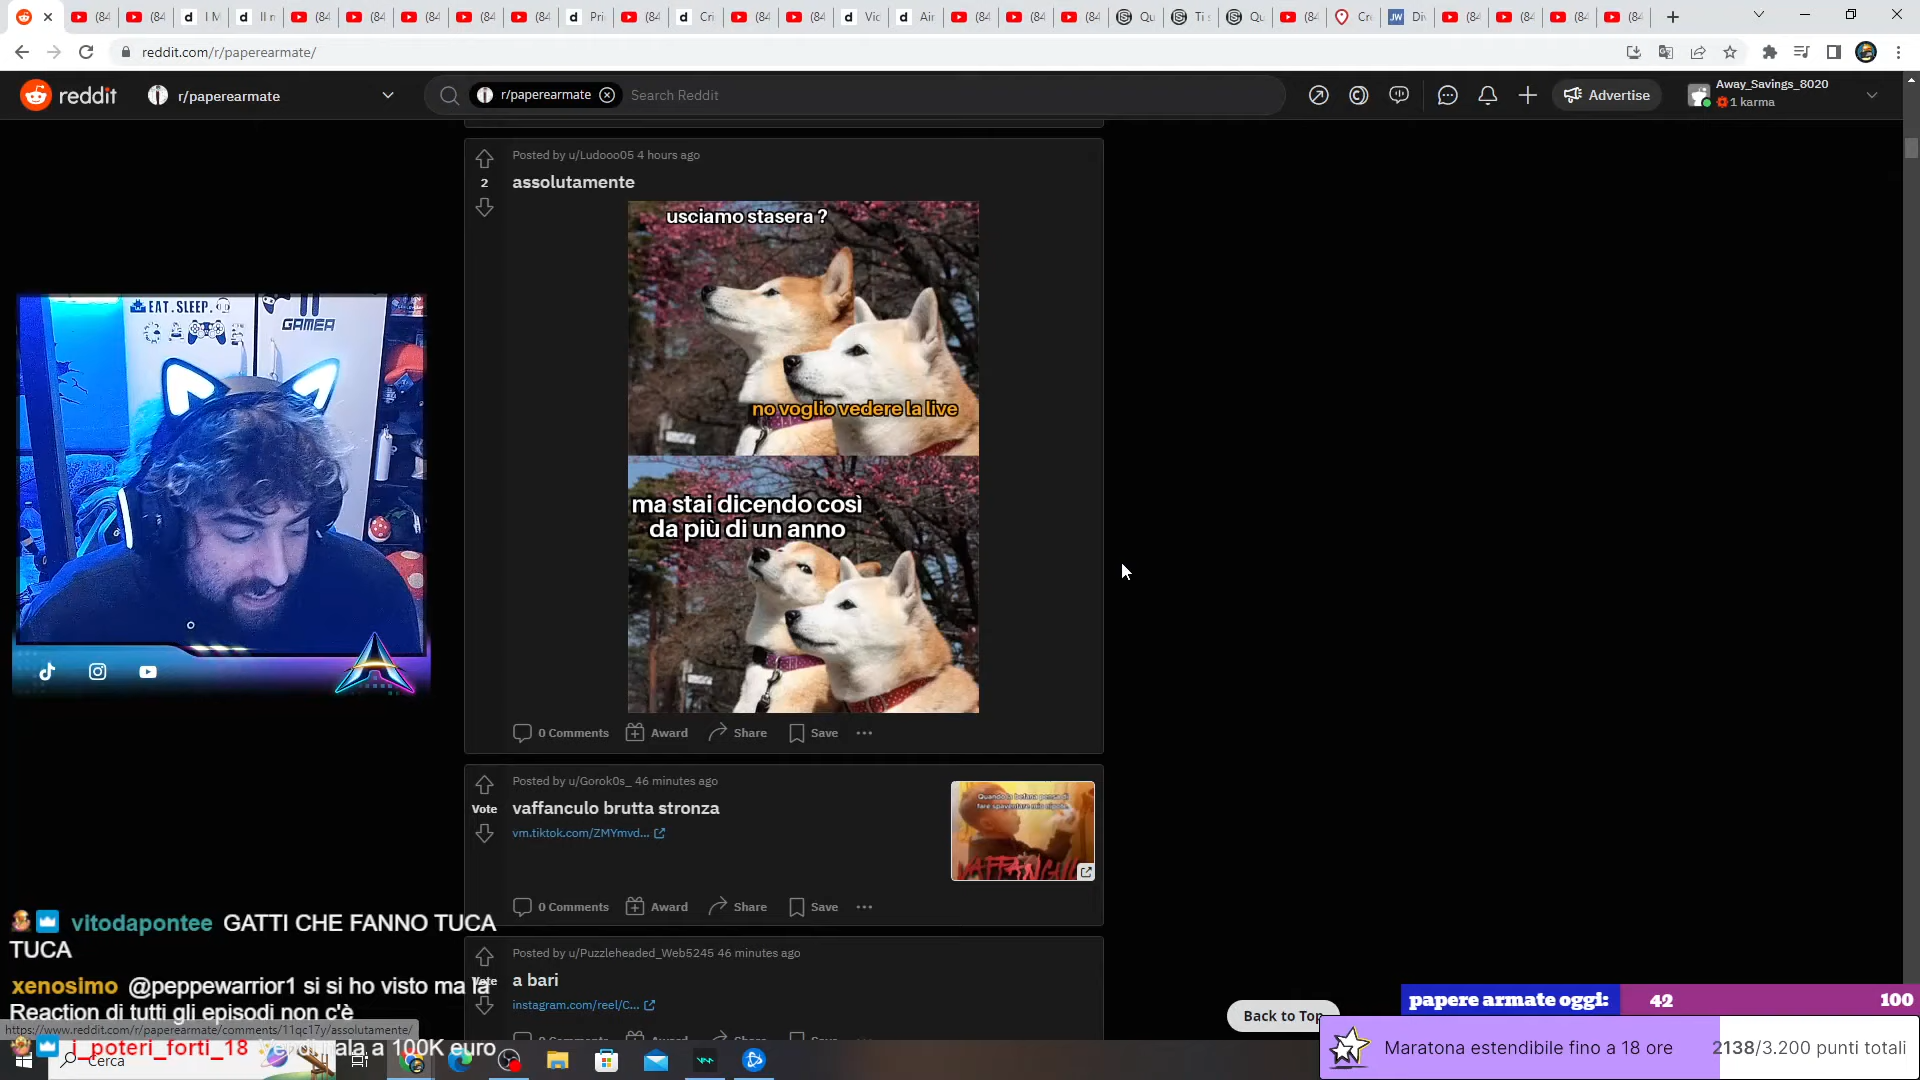 reddit.com/r/paperearmate/
reddit
r/paperearmate
r/paperearmate
Search Reddit
Advertise
Away_Savings_8020
1 karma
Posted by u/Ludooo05 4 hours ago
2
assolutamente
usciamo stasera ?
no voglio vedere la live
ma stai dicendo così
da più di un anno
0 Comments
Award
Share
Save
EAT.SLEEP.
GAMER
Posted by u/Gorok0s_ 46 minutes ago
Vote
vaffanculo brutta stronza
vm.tiktok.com/ZMYmvd...
0 Comments
Award
Share
Save
Posted by u/Puzzleheaded_Web5245 46 minutes ago
Vote
a bari
instagram.com/reel/C...
vitodapontee GATTI CHE FANNO TUCA
TUCA
xenosimo @peppewarrior1 si si ho visto ma la
Reaction di tutti gli episodi non c'è
https://www.reddit.com/r/paperearmate/comments/11qc17y/assolutamente/
i_poteri_forti_18
a 100K euro
Cerca
Back to Top
papere armate oggi:
42
100
Maratona estendibile fino a 18 ore
2138/3.200 punti totali